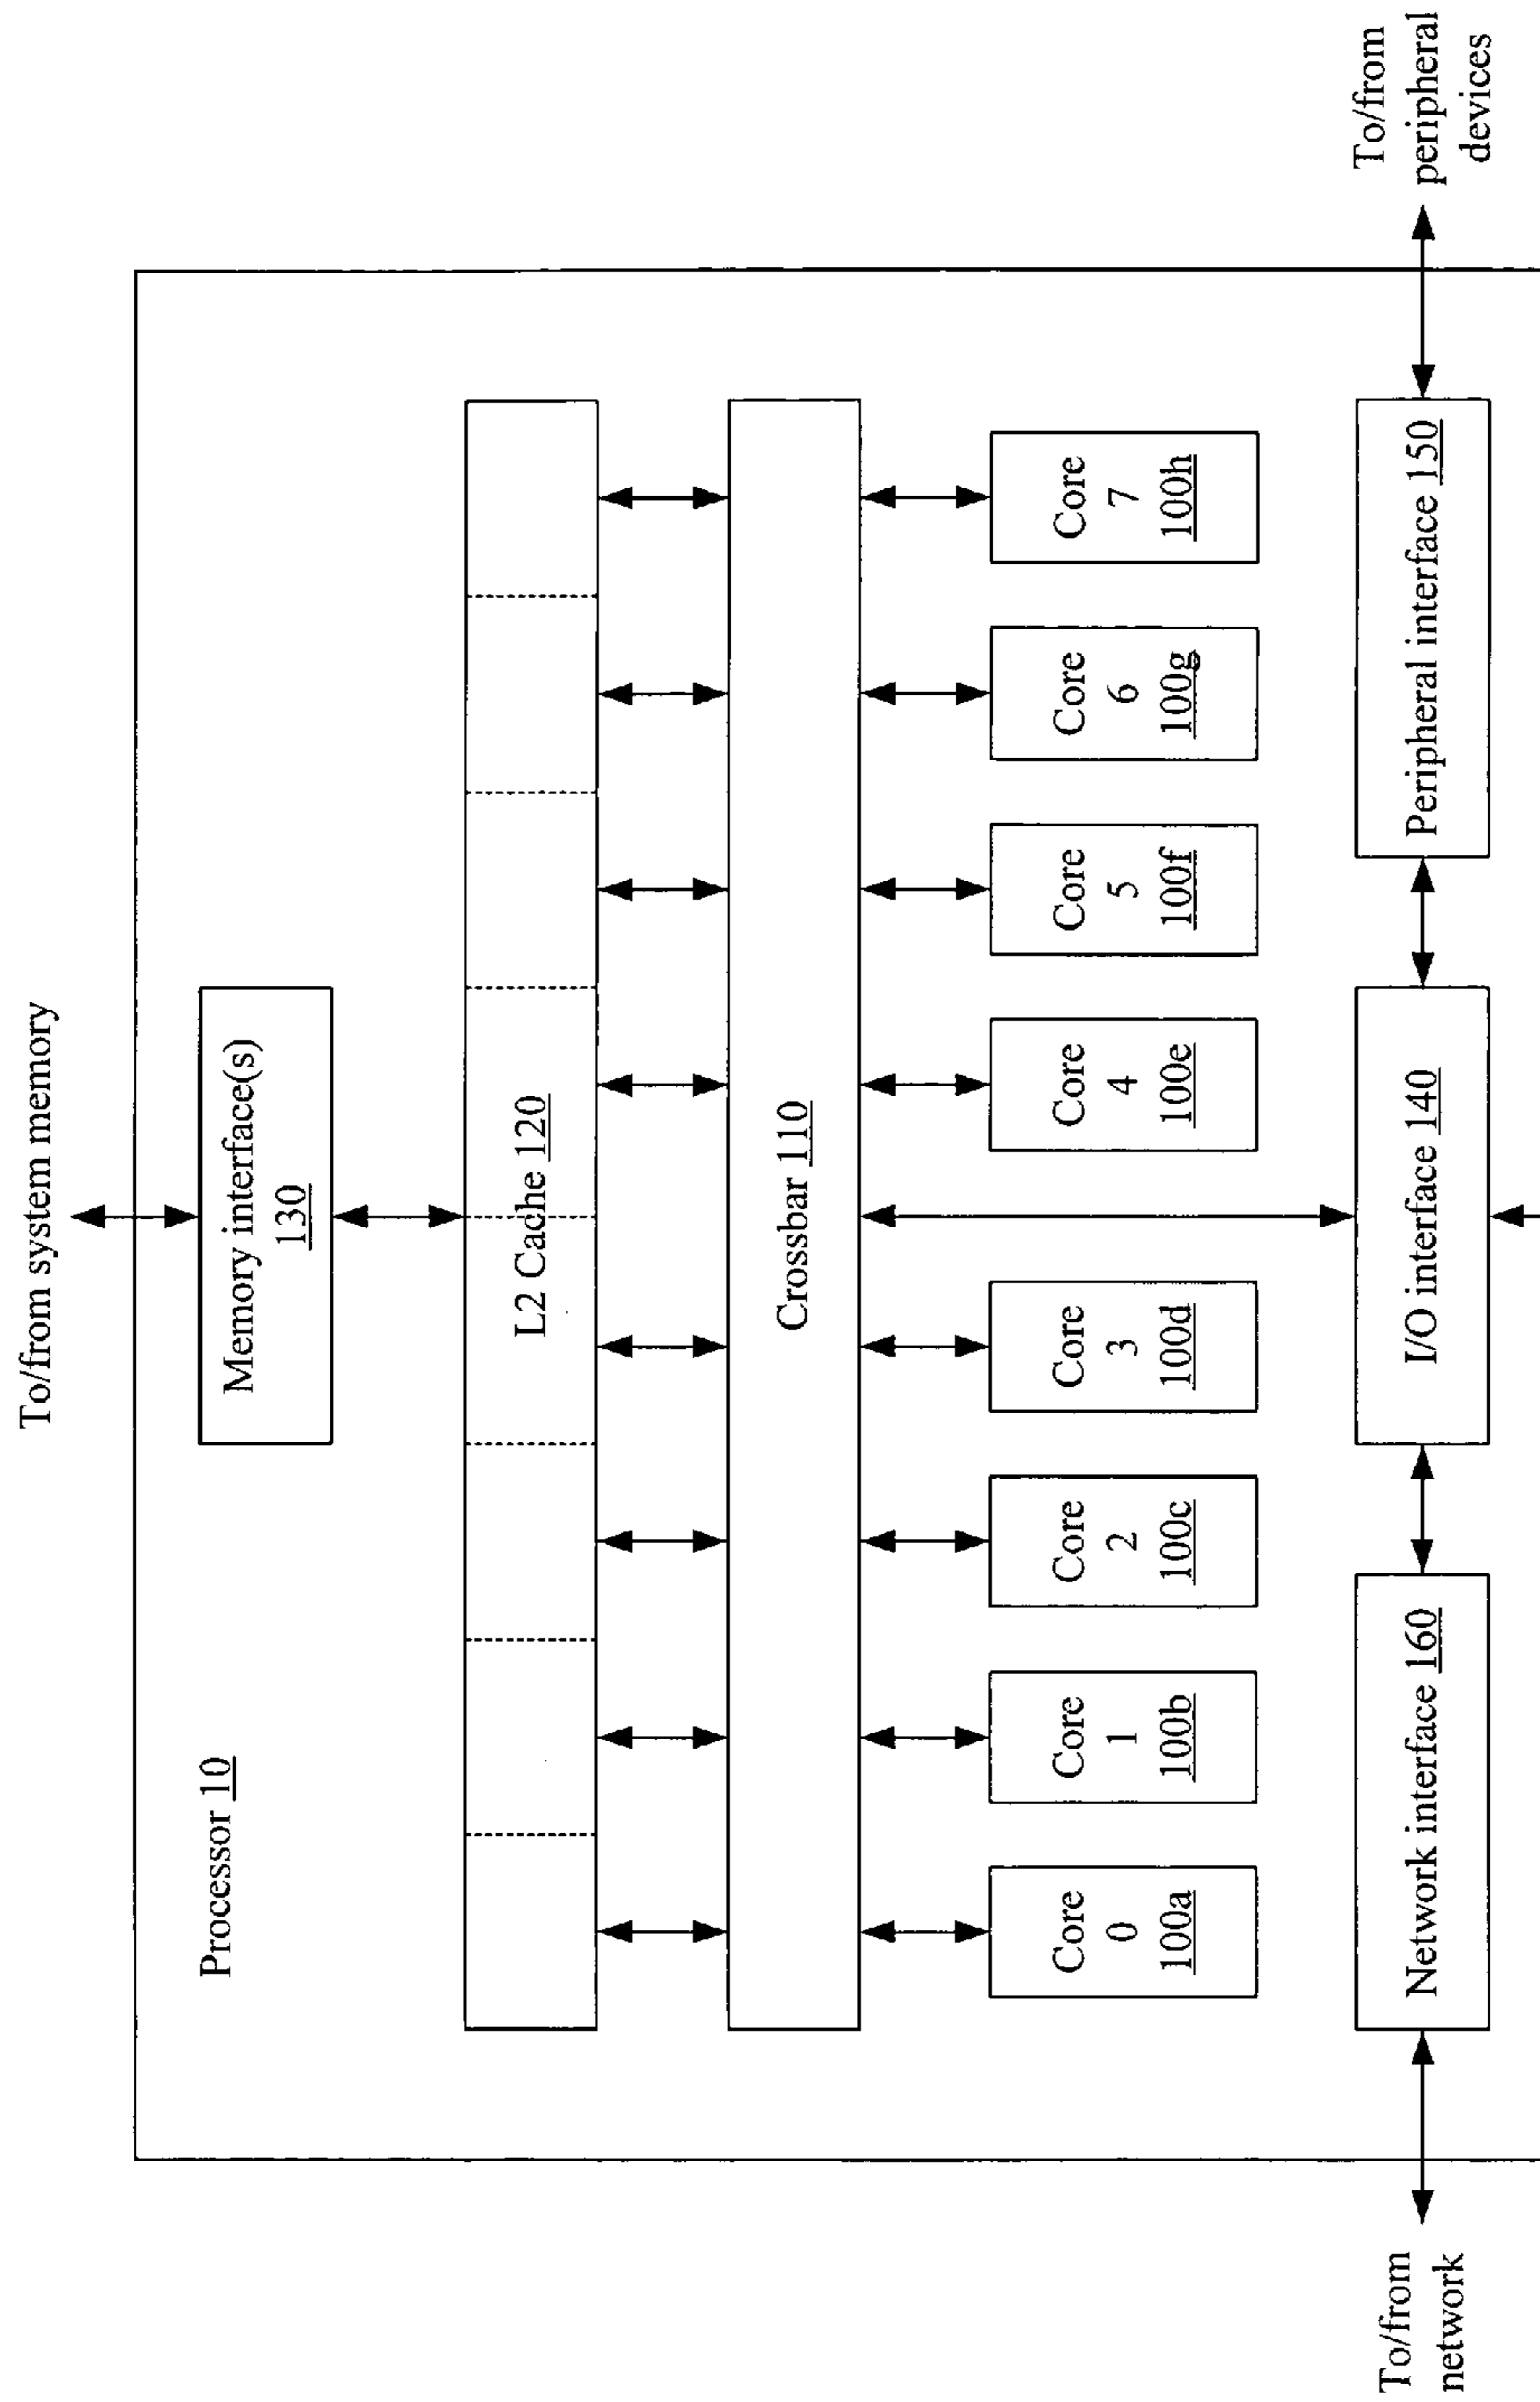 To/from system memory
Processor 10
Memory interface(s)
130
L2 Cache 120
Crossbar 110
Core
0
100a
Core
1
100b
Core
2
100c
Core
3
100d
Core
4
100e
Core
5
100f
Core
6
100g
Core
7
100h
Network interface 160
I/O interface 140
Peripheral interface 150
To/from
network
To/from
peripheral
devices